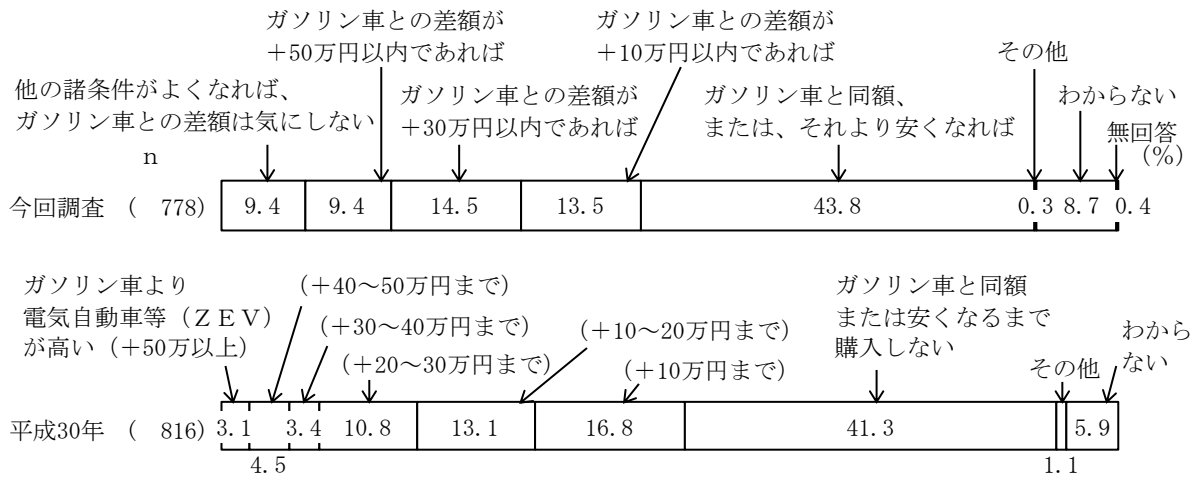 ガソリン車との差額が
＋50万円以内であれば
ガソリン車との差額が
＋10万円以内であれば
その他
他の諸条件がよくなれば、
ガソリン車との差額は気にしない
ガソリン車との差額が
＋30万円以内であれば
ガソリン車と同額、
または、それより安くなれば
わからない
無回答
(％)
n
今回調査 ( 778) 9.4 9.4 14.5 13.5 43.8 0.3 8.7 0.4
ガソリン車より
電気自動車等（ＺＥＶ）
が高い（＋50万以上）
（＋40～50万円まで）
（＋30～40万円まで）
（＋20～30万円まで）
（＋10～20万円まで）
（＋10万円まで）
ガソリン車と同額
または安くなるまで
購入しない
その他
わから
ない
平成30年 ( 816) 3.1 3.4 10.8 13.1 16.8 41.3 5.9
4.5 1.1